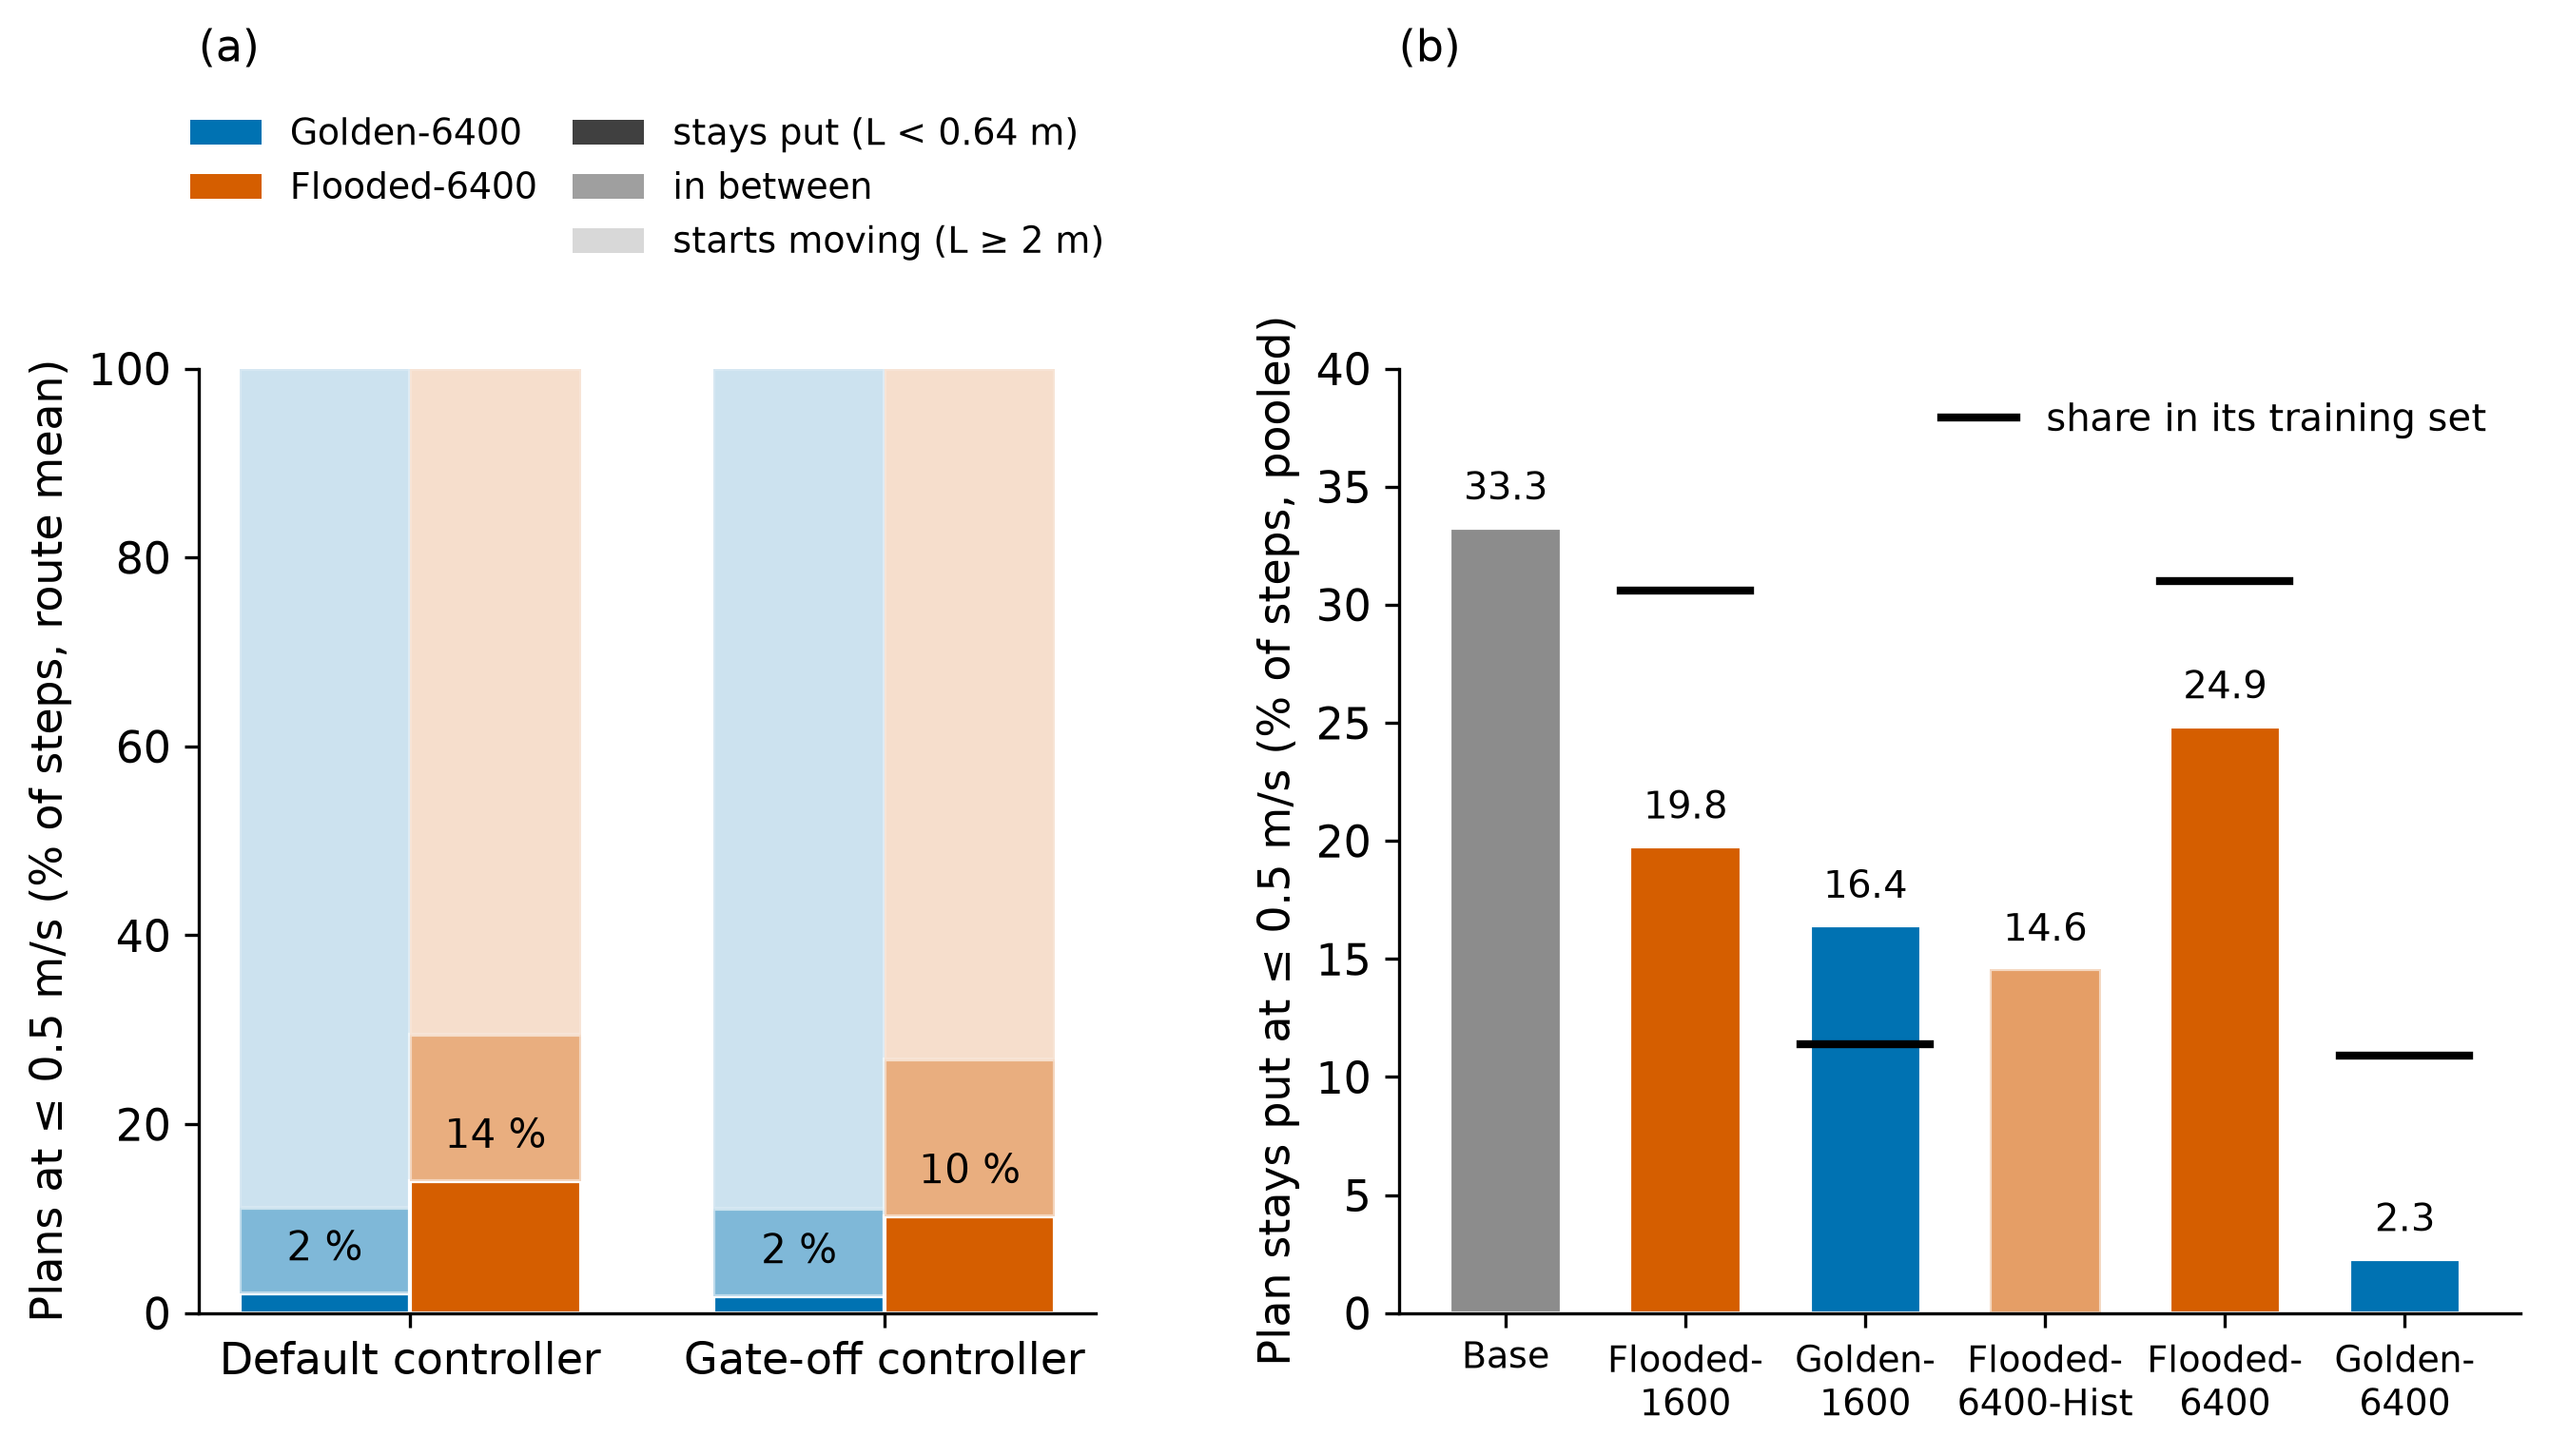 (a)
Golden-6400
Flooded-6400
stays put (L < 0.64 m)
in between
starts moving (L ≥ 2 m)
Plans at ≤ 0.5 m/s (% of steps, route mean)
100
80
60
40
20
0
2 %
14 %
2 %
10 %
Default controller
Gate-off controller
(b)
Plan stays put at ≤ 0.5 m/s (% of steps, pooled)
40
35
30
25
20
15
10
5
0
share in its training set
33.3
19.8
16.4
14.6
24.9
2.3
Base
Flooded-
1600
Golden-
1600
Flooded-
6400-Hist
Flooded-
6400
Golden-
6400